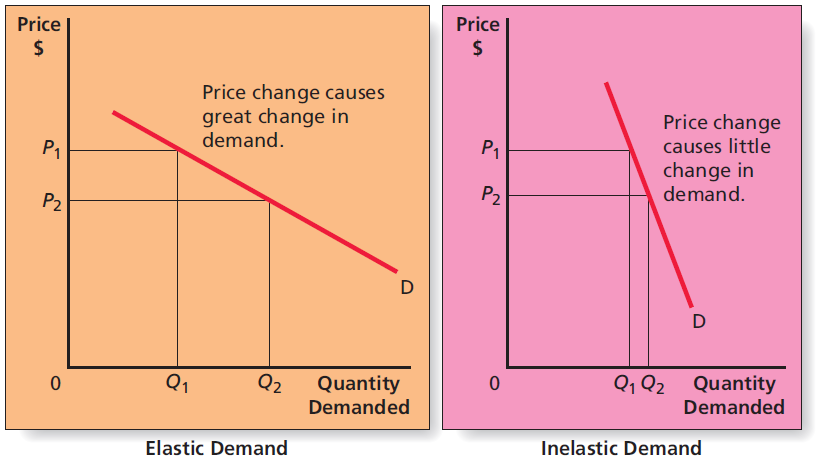 Price
$
Price change causes
great change in
demand.
P1
P2
D
0
Q1
Q2
Quantity
Demanded
Elastic Demand
Price
$
Price change
causes little
change in
demand.
P1
P2
D
0
Q1 Q2
Quantity
Demanded
Inelastic Demand